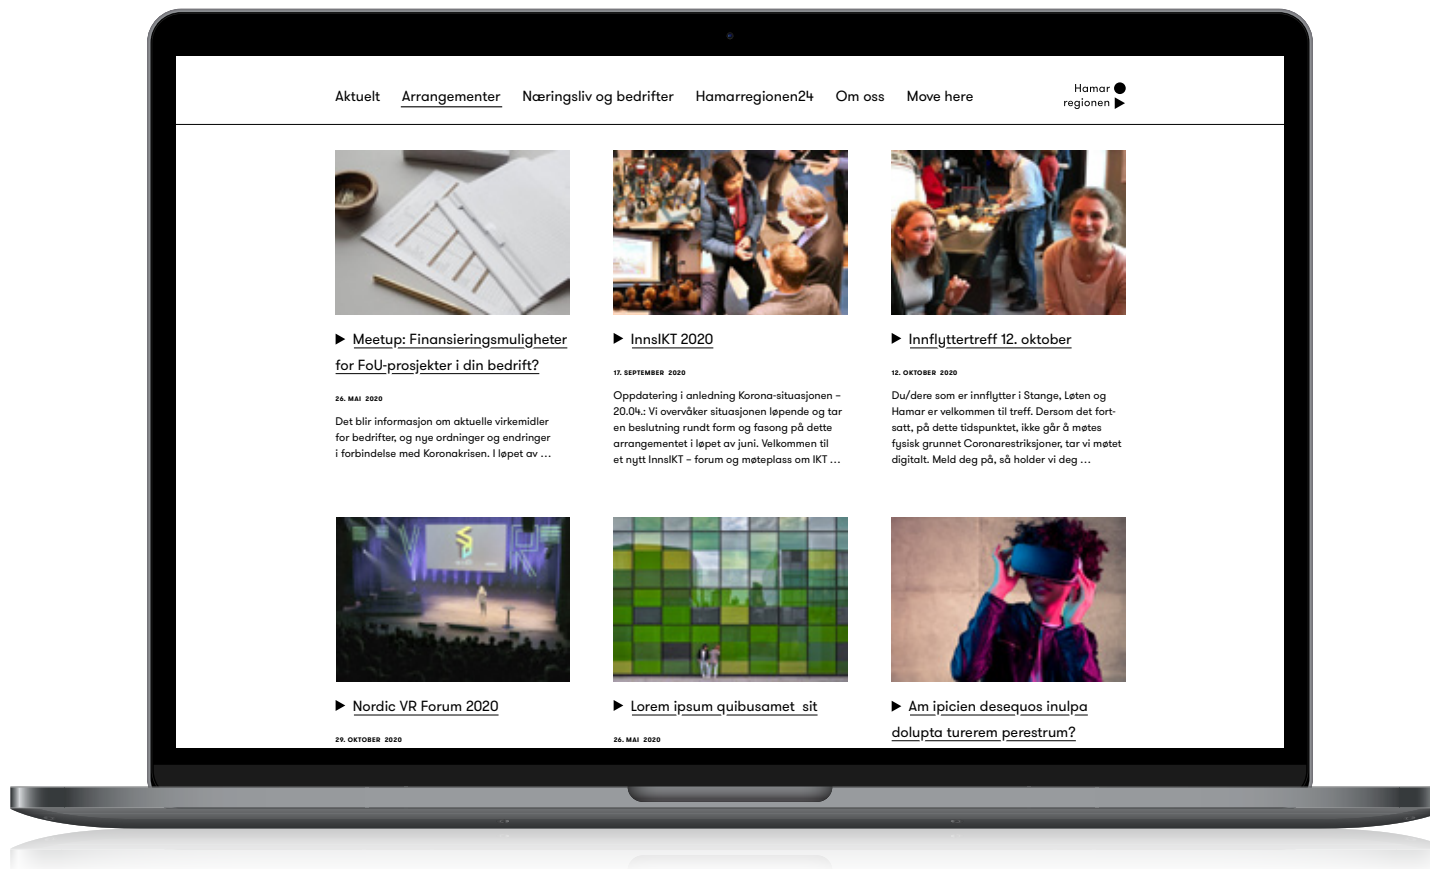 Aktuelt Arrangementer Næringsliv og bedrifter Hamarregionen24 Om oss Move here
Hamar
regionen
Meetup: Finansieringsmuligheter
for FoU-prosjekter i din bedrift?
26. MAI 2020
Det blir informasjon om aktuelle virkemidler
for bedrifter, og nye ordninger og endringer
i forbindelse med Koronakrisen. I løpet av ...
InnsIKT 2020
17. SEPTEMBER 2020
Oppdatering i anledning Korona-situasjonen –
20.04.: Vi overvåker situasjonen løpende og tar
en beslutning rundt form og fasong på dette
arrangementet i løpet av juni. Velkommen til
et nytt InnsIKT – forum og møteplass om IKT ...
Innflyttertreff 12. oktober
12. OKTOBER 2020
Du/dere som er innflytter i Stange, Løten og
Hamar er velkommen til treff. Dersom det fort-
satt, på dette tidspunktet, ikke går å møtes
fysisk grunnet Coronarestriksjoner, tar vi møtet
digitalt. Meld deg på, så holder vi deg ...
VR
Nordic VR Forum 2020
29. OKTOBER 2020
Lorem ipsum quibusamet sit
26. MAI 2020
Am ipicien desequos inulpa
dolupta turerem perestrum?